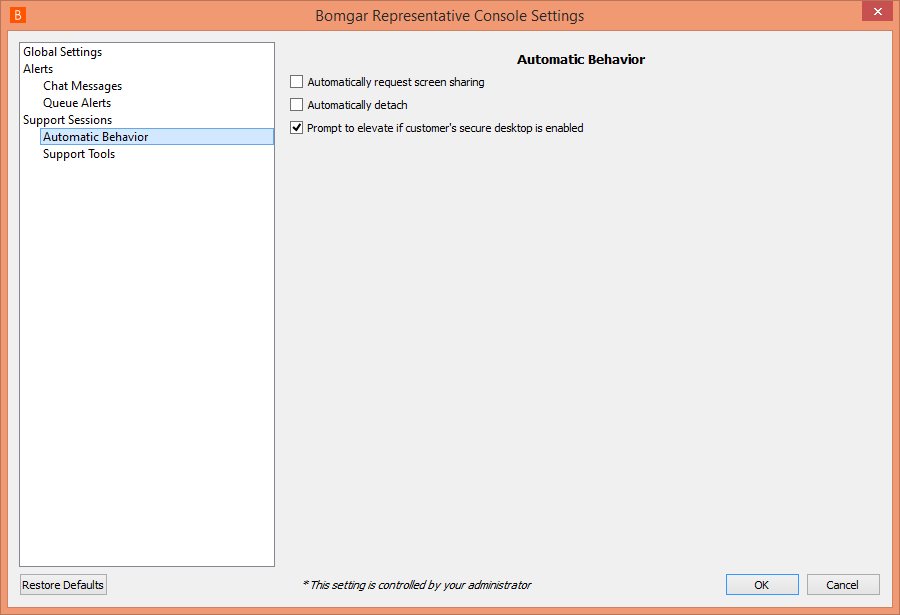 B
Bomgar Representative Console Settings
Global Settings
Alerts
Chat Messages
Queue Alerts
Support Sessions
Automatic Behavior
Support Tools
Automatic Behavior
Automatically request screen sharing
Automatically detach
Prompt to elevate if customer's secure desktop is enabled
Restore Defaults
* This setting is controlled by your administrator
OK
Cancel